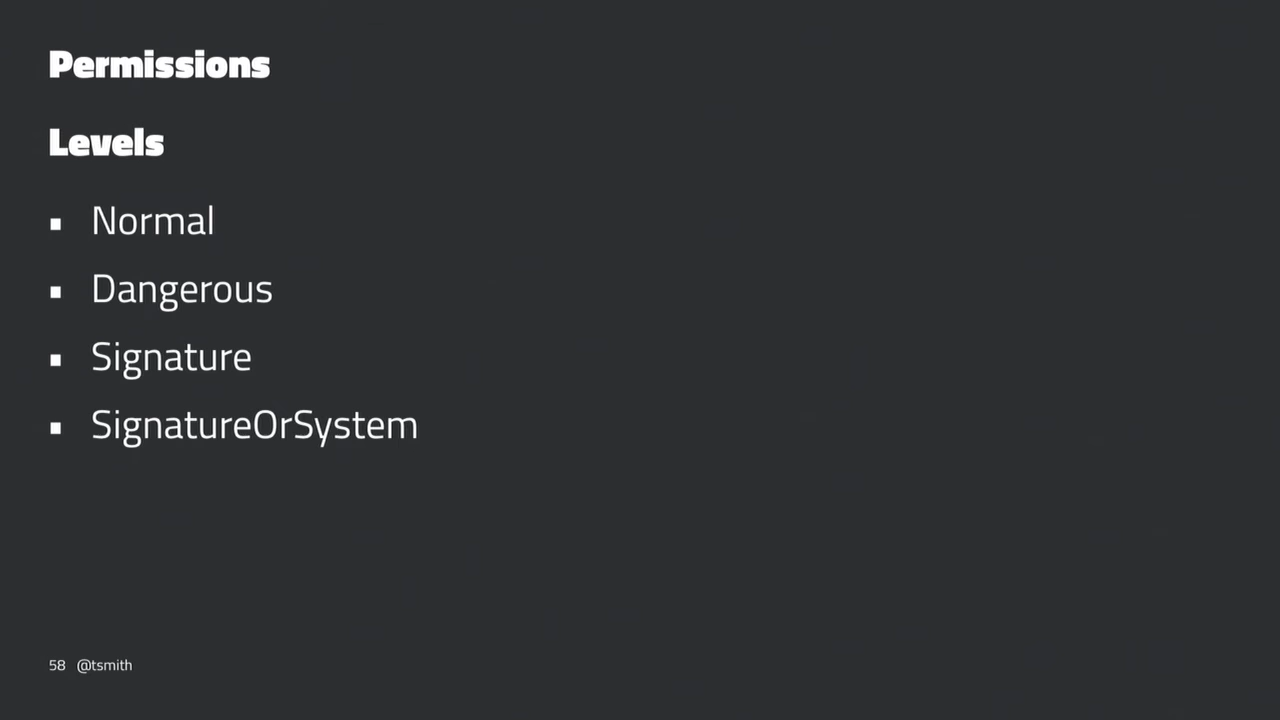 Permissions
Levels
▪ Normal
▪ Dangerous
▪ Signature
▪ SignatureOrSystem
58 @tsmith